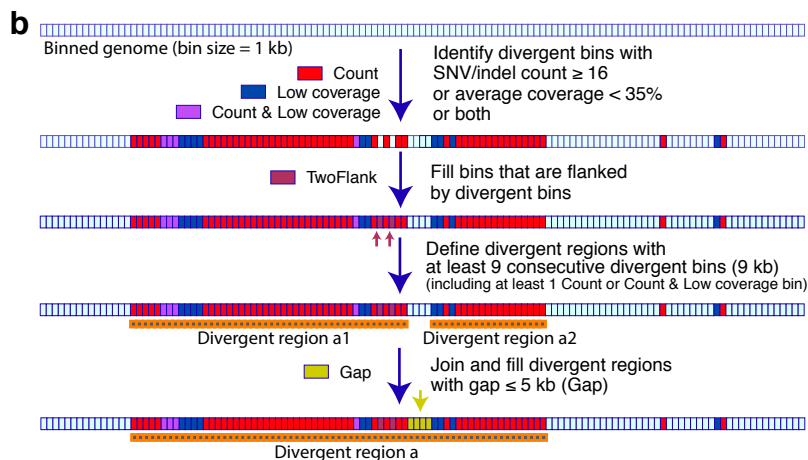 b
Binned genome (bin size = 1 kb)
Identify divergent bins with
SNV/indel count ≥ 16
or average coverage < 35%
or both
Count
Low coverage
Count & Low coverage
TwoFlank
Fill bins that are flanked
by divergent bins
Define divergent regions with
at least 9 consecutive divergent bins (9 kb)
(including at least 1 Count or Count & Low coverage bin)
Divergent region a1
Divergent region a2
Gap
Join and fill divergent regions
with gap ≤ 5 kb (Gap)
Divergent region a